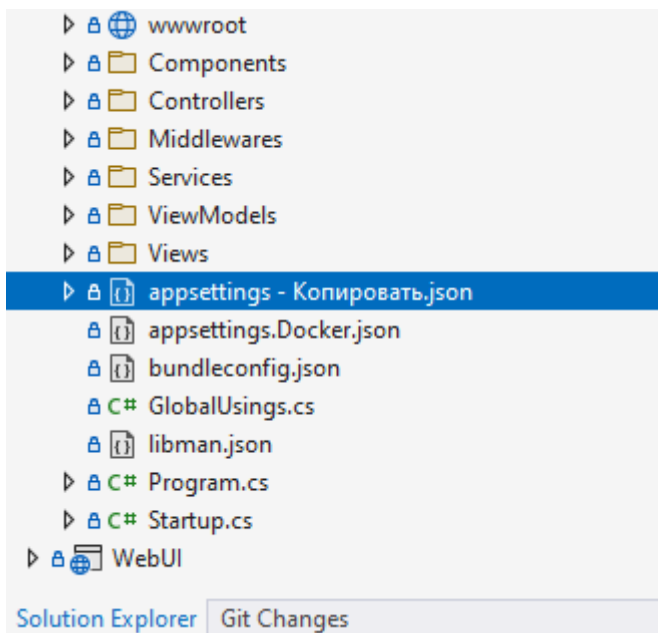 wwwroot
Components
Controllers
Middlewares
Services
ViewModels
Views
appsettings - Копировать.json
appsettings.Docker.json
bundleconfig.json
C# GlobalUsings.cs
libman.json
C# Program.cs
C# Startup.cs
WebUI
Solution Explorer Git Changes